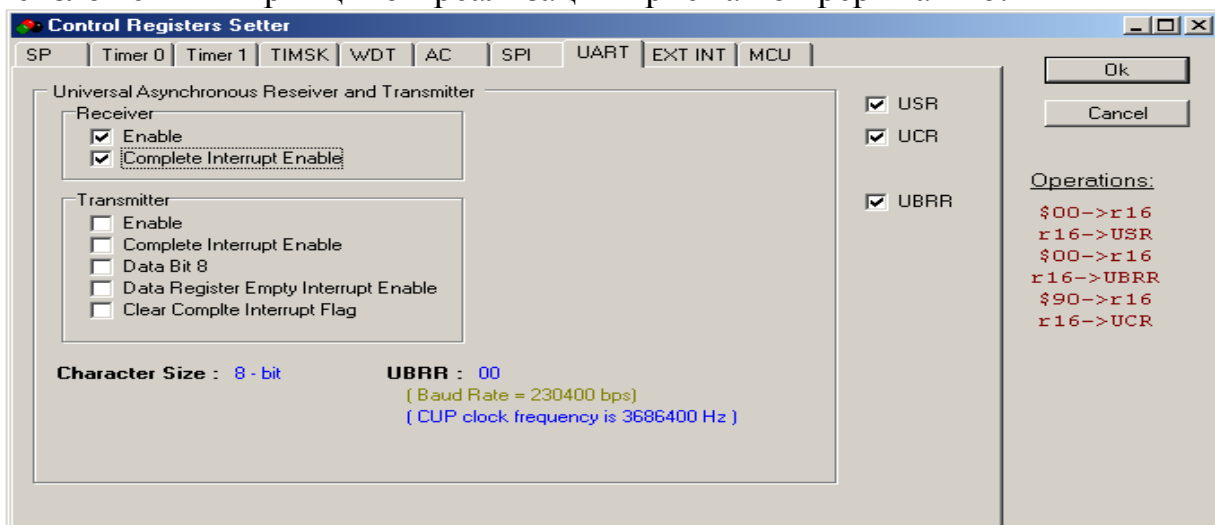 Control Registers Setter
SP Timer 0 Timer 1 TIMSK WDT AC SPI UART EXT INT MCU
Universal Asynchronous Reseiver and Transmitter
Receiver
Enable
Complete Interrupt Enable
Transmitter
Enable
Complete Interrupt Enable
Data Bit 8
Data Register Empty Interrupt Enable
Clear Complte Interrupt Flag
Character Size : 8 - bit
UBRR : 00
( Baud Rate = 230400 bps)
( CUP clock frequency is 3686400 Hz )
USR
UCR
UBRR
Ok
Cancel
Operations:
$00->r16
r16->USR
$00->r16
r16->UBRR
$90->r16
r16->UCR